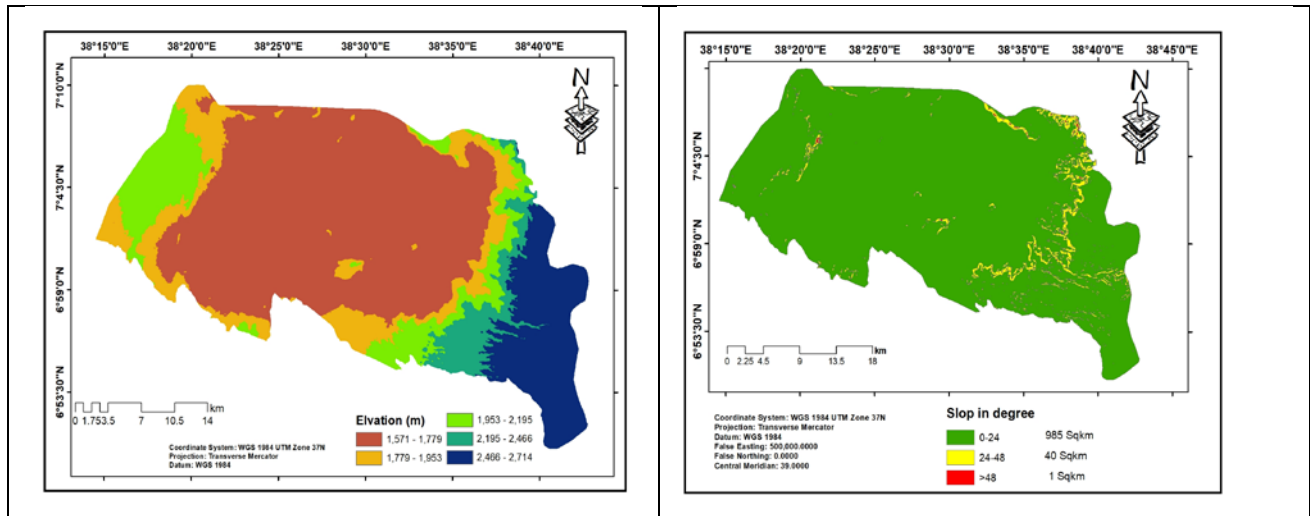 38°15'0"E 38°20'0"E 38°25'0"E 38°30'0"E 38°35'0"E 38°40'0"E
7°10'0"N
7°4'30"N
6°59'0"N
6°53'30"N
N
km
0 1.753.5 7 10.5 14
Coordinate System: WGS 1984 UTM Zone 37N
Projection: Transverse Mercator
Datum: WGS 1984
Elvation (m)
1,571 - 1,779
1,779 - 1,953
1,953 - 2,195
2,195 - 2,466
2,466 - 2,714
38°15'0"E 38°20'0"E 38°25'0"E 38°30'0"E 38°35'0"E 38°40'0"E 38°45'0"E
7°4'30"N
6°59'0"N
6°53'30"N
N
km
0 2.25 4.5 9 13.5 18
Coordinate System: WGS 1984 UTM Zone 37N
Projection: Transverse Mercator
Datum: WGS 1984
False Easting: 500,000.0000
False Northing: 0.0000
Central Meridian: 39.0000
Slop in degree
0-24 985 Sqkm
24-48 40 Sqkm
>48 1 Sqkm